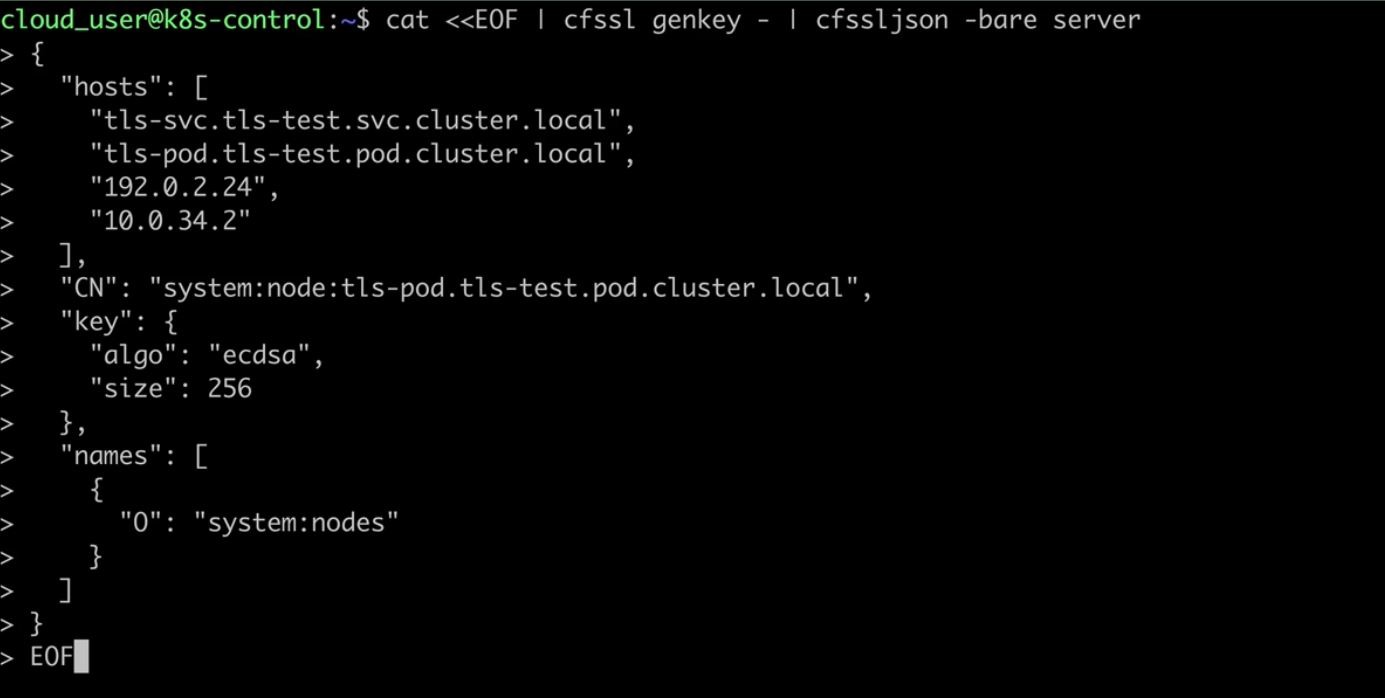 cloud_user@k8s-control:~$ cat <<EOF | cfssl genkey - | cfssljson -bare server
> {
>   "hosts": [
>     "tls-svc.tls-test.svc.cluster.local",
>     "tls-pod.tls-test.pod.cluster.local",
>     "192.0.2.24",
>     "10.0.34.2"
>   ],
>   "CN": "system:node:tls-pod.tls-test.pod.cluster.local",
>   "key": {
>     "algo": "ecdsa",
>     "size": 256
>   },
>   "names": [
>     {
>       "O": "system:nodes"
>     }
>   ]
> }
> EOF